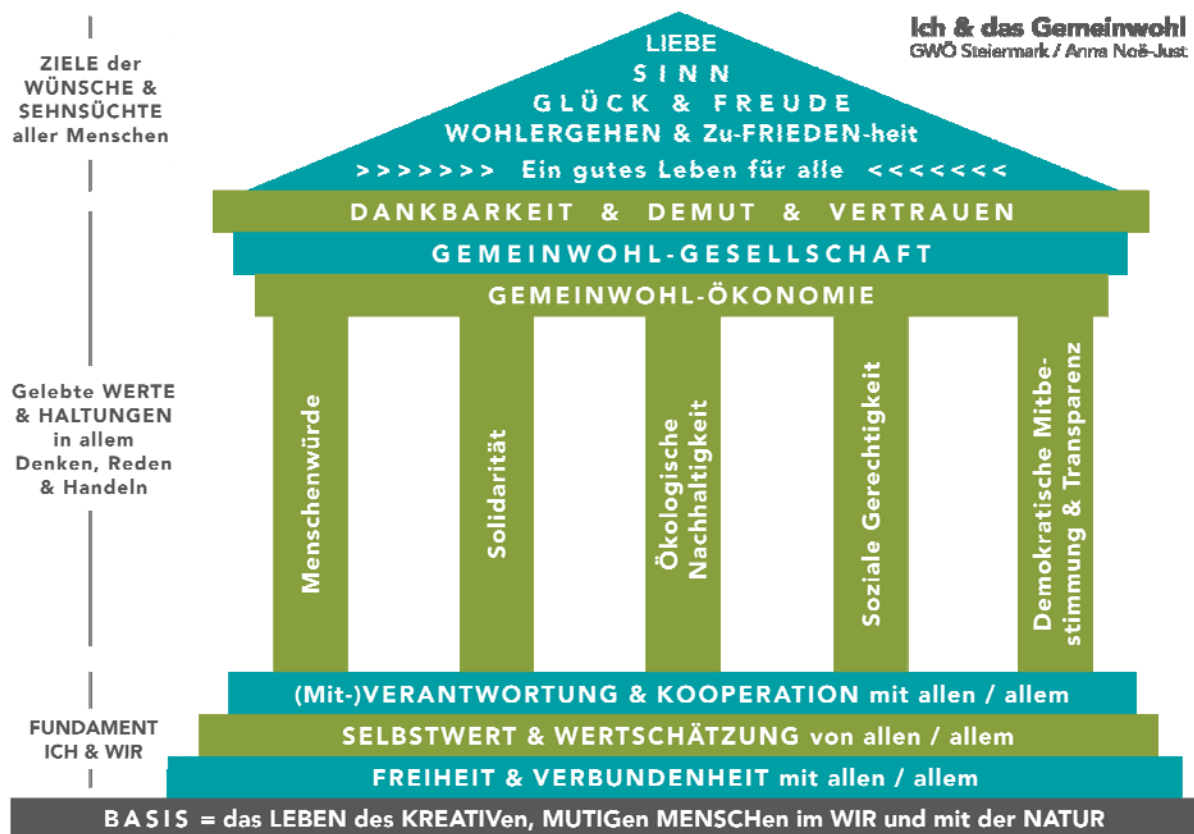 Ich & das Gemeinwohl
GWÖ Steiermark / Anna Noë-Just
ZIELE der
WÜNSCHE &
SEHNSÜCHTE
aller Menschen
LIEBE
SINN
GLÜCK & FREUDE
WOHLERGEHEN & Zu-FRIEDEN-heit
> > > > > > > Ein gutes Leben für alle < < < < < < <
DANKBARKEIT & DEMUT & VERTRAUEN
GEMEINWOHL-GESELLSCHAFT
GEMEINWOHL-ÖKONOMIE
Gelebte WERTE
& HALTUNGEN
in allem
Denken, Reden
& Handeln
Menschenwürde
Solidarität
Ökologische
Nachhaltigkeit
Soziale Gerechtigkeit
Demokratische Mitbe-
stimmung & Transparenz
FUNDAMENT
ICH & WIR
(Mit-)VERANTWORTUNG & KOOPERATION mit allen / allem
SELBSTWERT & WERTSCHÄTZUNG von allen / allem
FREIHEIT & VERBUNDENHEIT mit allen / allem
BASIS = das LEBEN des KREATIVen, MUTIGen MENSCHen im WIR und mit der NATUR